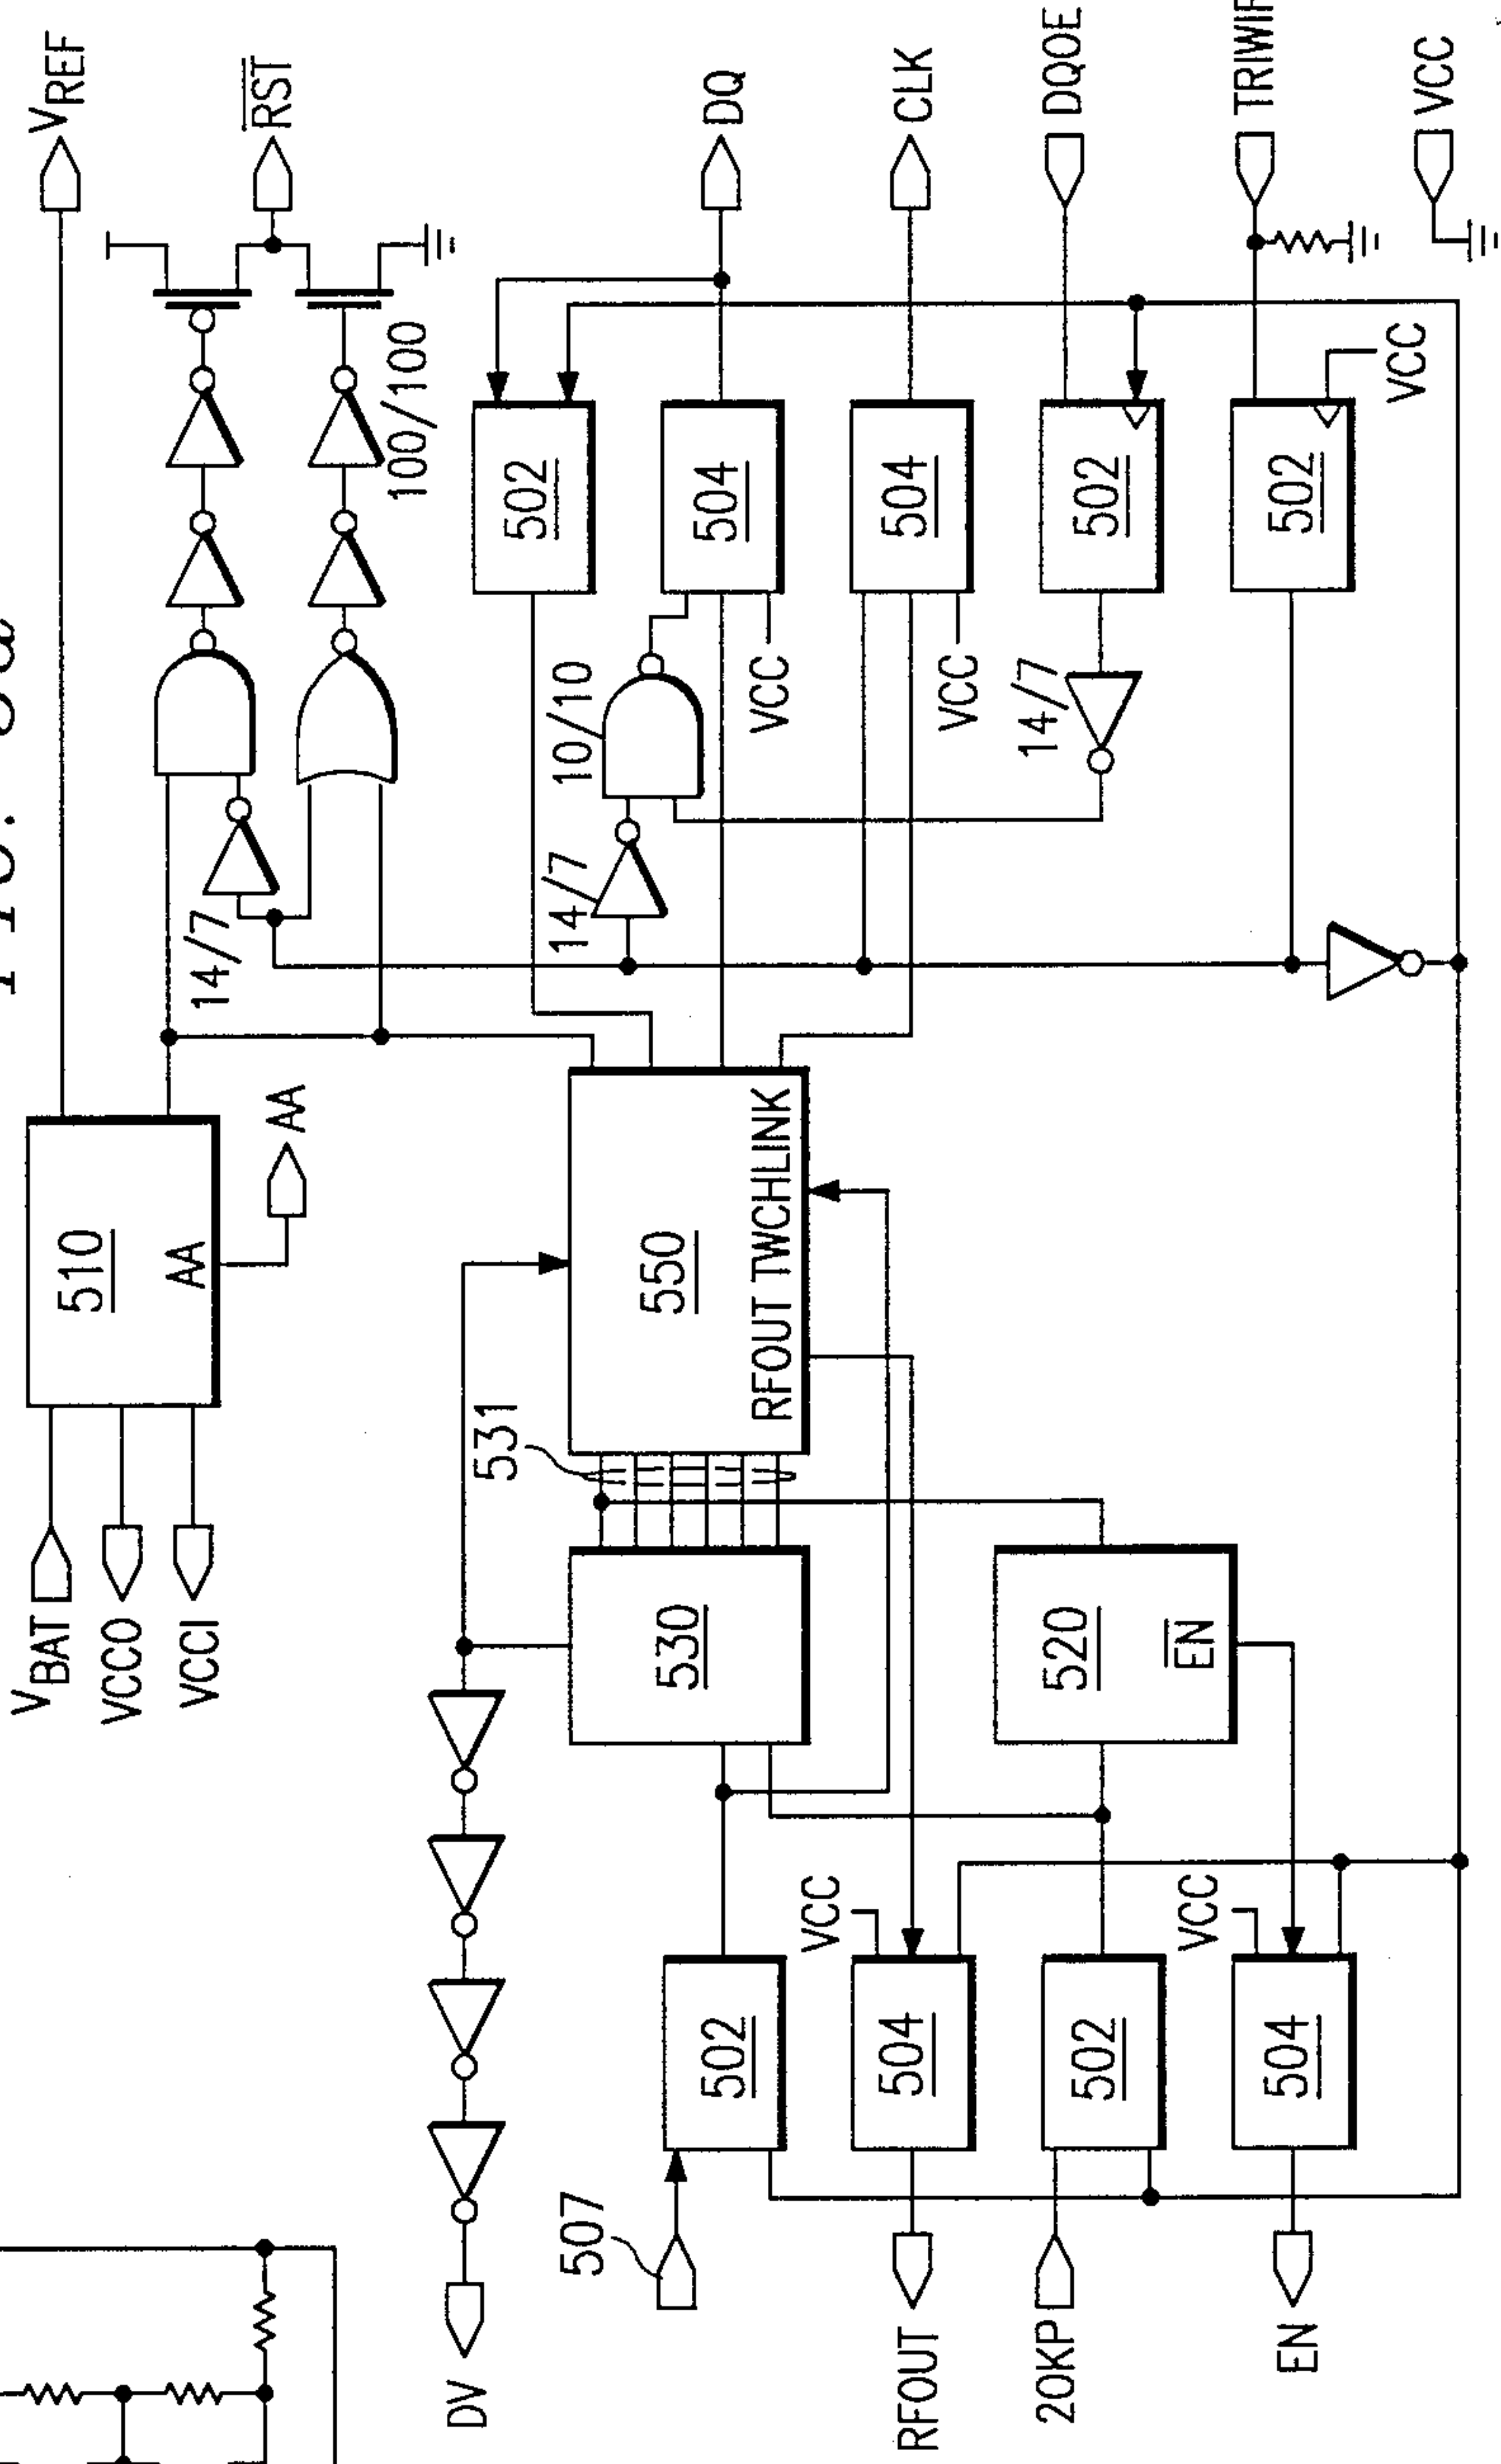 FIG.
VBAT
510
VREF
VCCO
VCCI
AA
14/7
AA
RST
100/100
DV
531
507
502
530
550
RFOUT TWCHLINK
14/7
10/10
502
504
DQ
VCC
RFOUT
504
VCC
504
CLK
VCC
20KP
502
520
EN
14/7
502
DQOE
EN
504
VCC
502
VCC
VCC